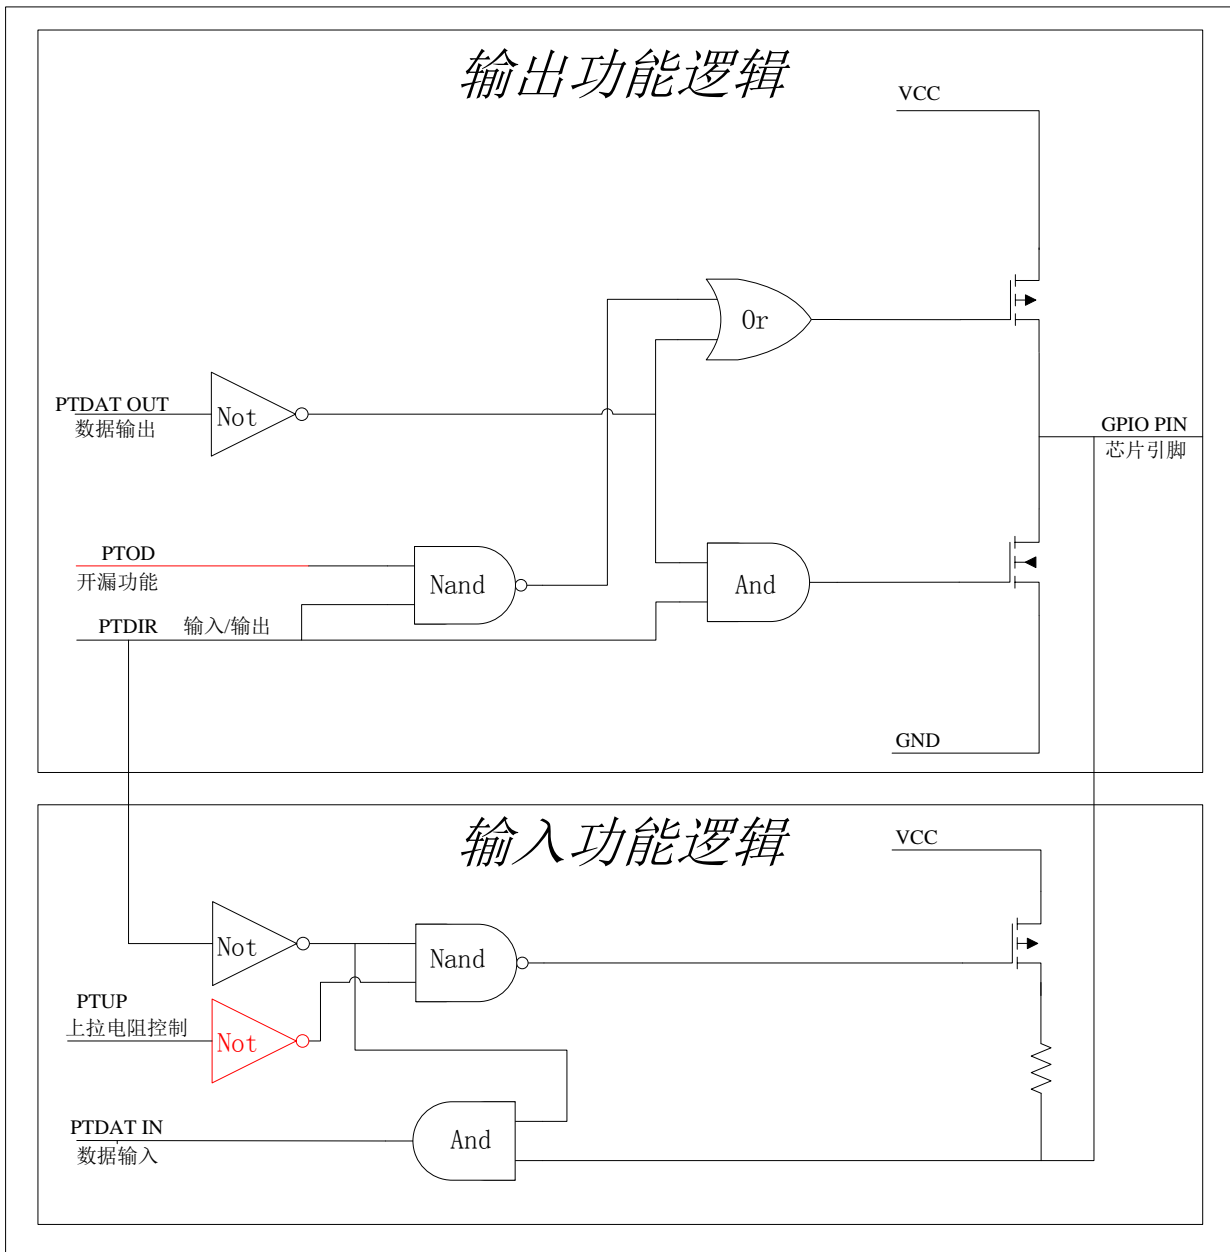 输出功能逻辑
VCC
Or
PTDAT OUT
数据输出
Not
GPIO PIN
芯片引脚
PTOD
开漏功能
Nand
And
PTDIR
输入/输出
GND
输入功能逻辑
VCC
Not
Nand
PTUP
上拉电阻控制
Not
PTDAT IN
数据输入
And